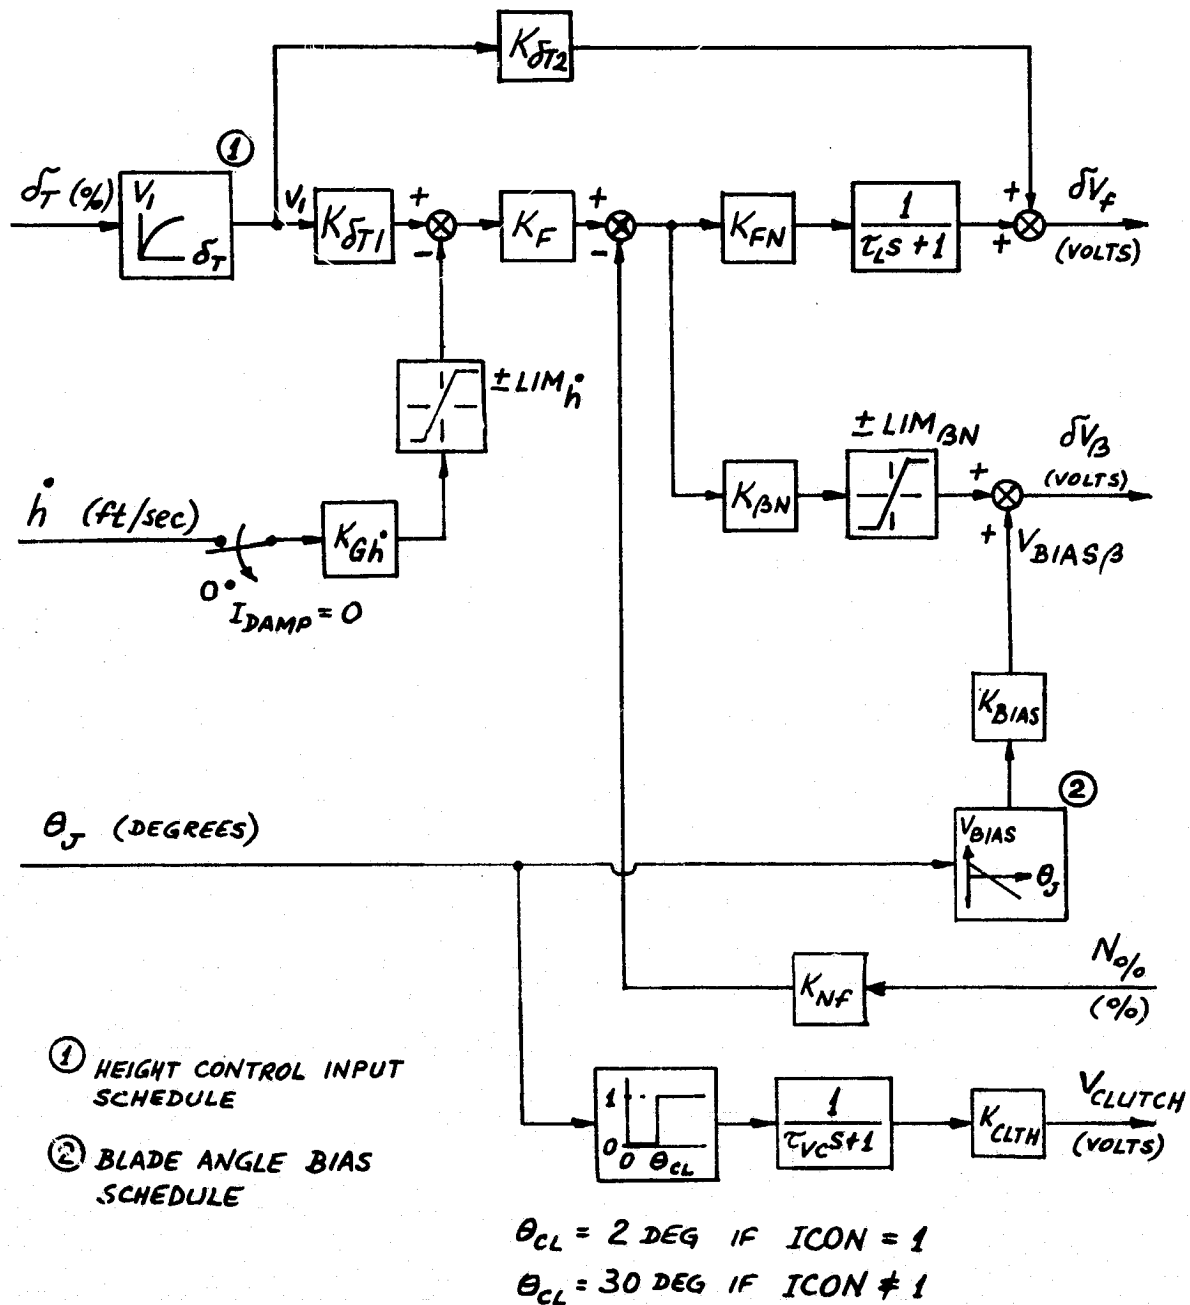 K_δT2
①
δ_T (%)
V_1
δ_T
V_1
K_δT1
+
-
K_F
+
-
K_FN
1
τ_L s + 1
+
+
δV_f
(VOLTS)
± LIM_ḣ
ḣ (ft/sec)
K_Gḣ
0
I_DAMP = 0
K_βN
± LIM_βN
+
+
δV_β
(VOLTS)
V_BIASβ
K_BIAS
②
θ_J (DEGREES)
V_BIAS
θ_J
N_%
(%)
K_Nf
① HEIGHT CONTROL INPUT
SCHEDULE
② BLADE ANGLE BIAS
SCHEDULE
1
0
0 θ_CL
1
τ_VC s + 1
K_CLTH
V_CLUTCH
(VOLTS)
θ_CL = 2 DEG IF ICON = 1
θ_CL = 30 DEG IF ICON ≠ 1